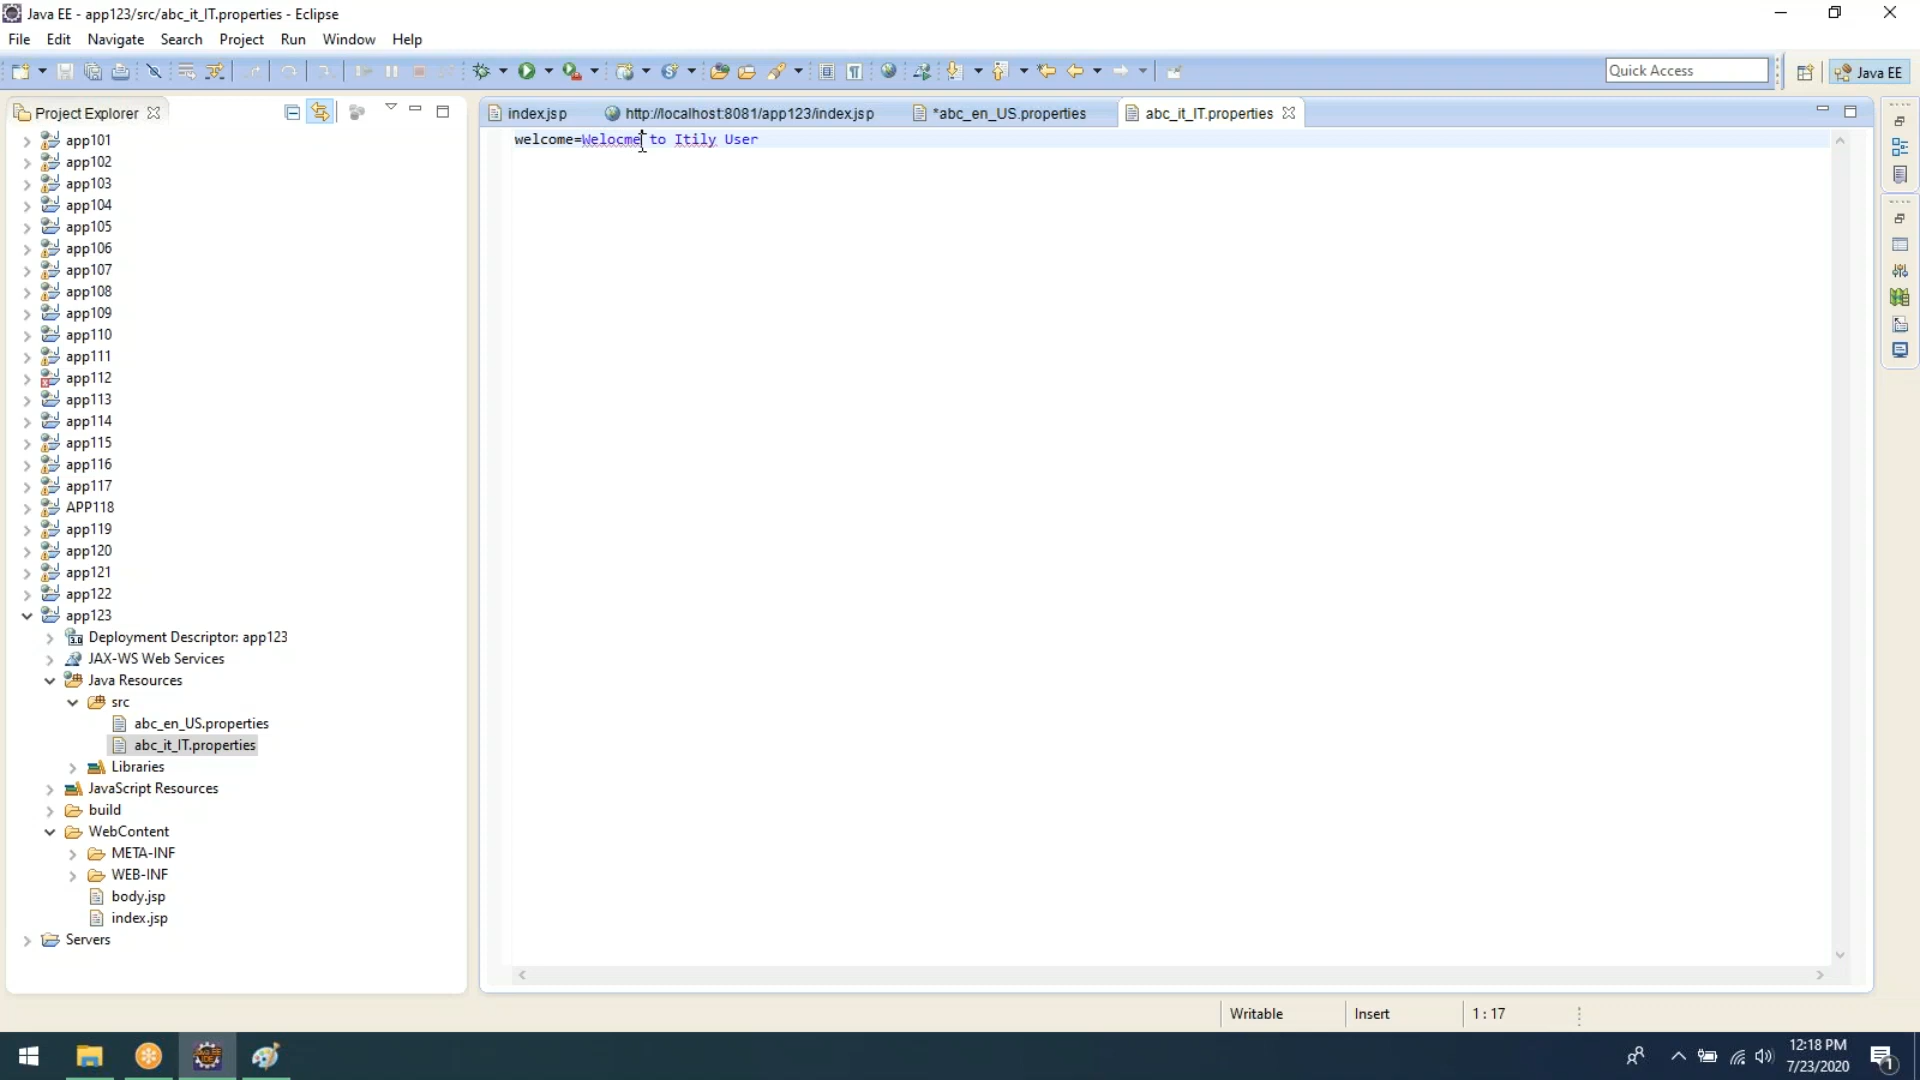 Java EE - app123/src/abc_it_IT.properties - Eclipse
File Edit Navigate Search Project Run Window Help
Quick Access
Java EE
Project Explorer
index.jsp
http://localhost:8081/app123/index.jsp
*abc_en_US.properties
abc_it_IT.properties
welcome=Welocme to Itily User
app101
app102
app103
app104
app105
app106
app107
app108
app109
app110
app111
app112
app113
app114
app115
app116
app117
APP118
app119
app120
app121
app122
app123
Deployment Descriptor: app123
JAX-WS Web Services
Java Resources
src
abc_en_US.properties
abc_it_IT.properties
Libraries
JavaScript Resources
build
WebContent
META-INF
WEB-INF
body.jsp
index.jsp
Servers
Writable
Insert
1 : 17
12:18 PM
7/23/2020
1